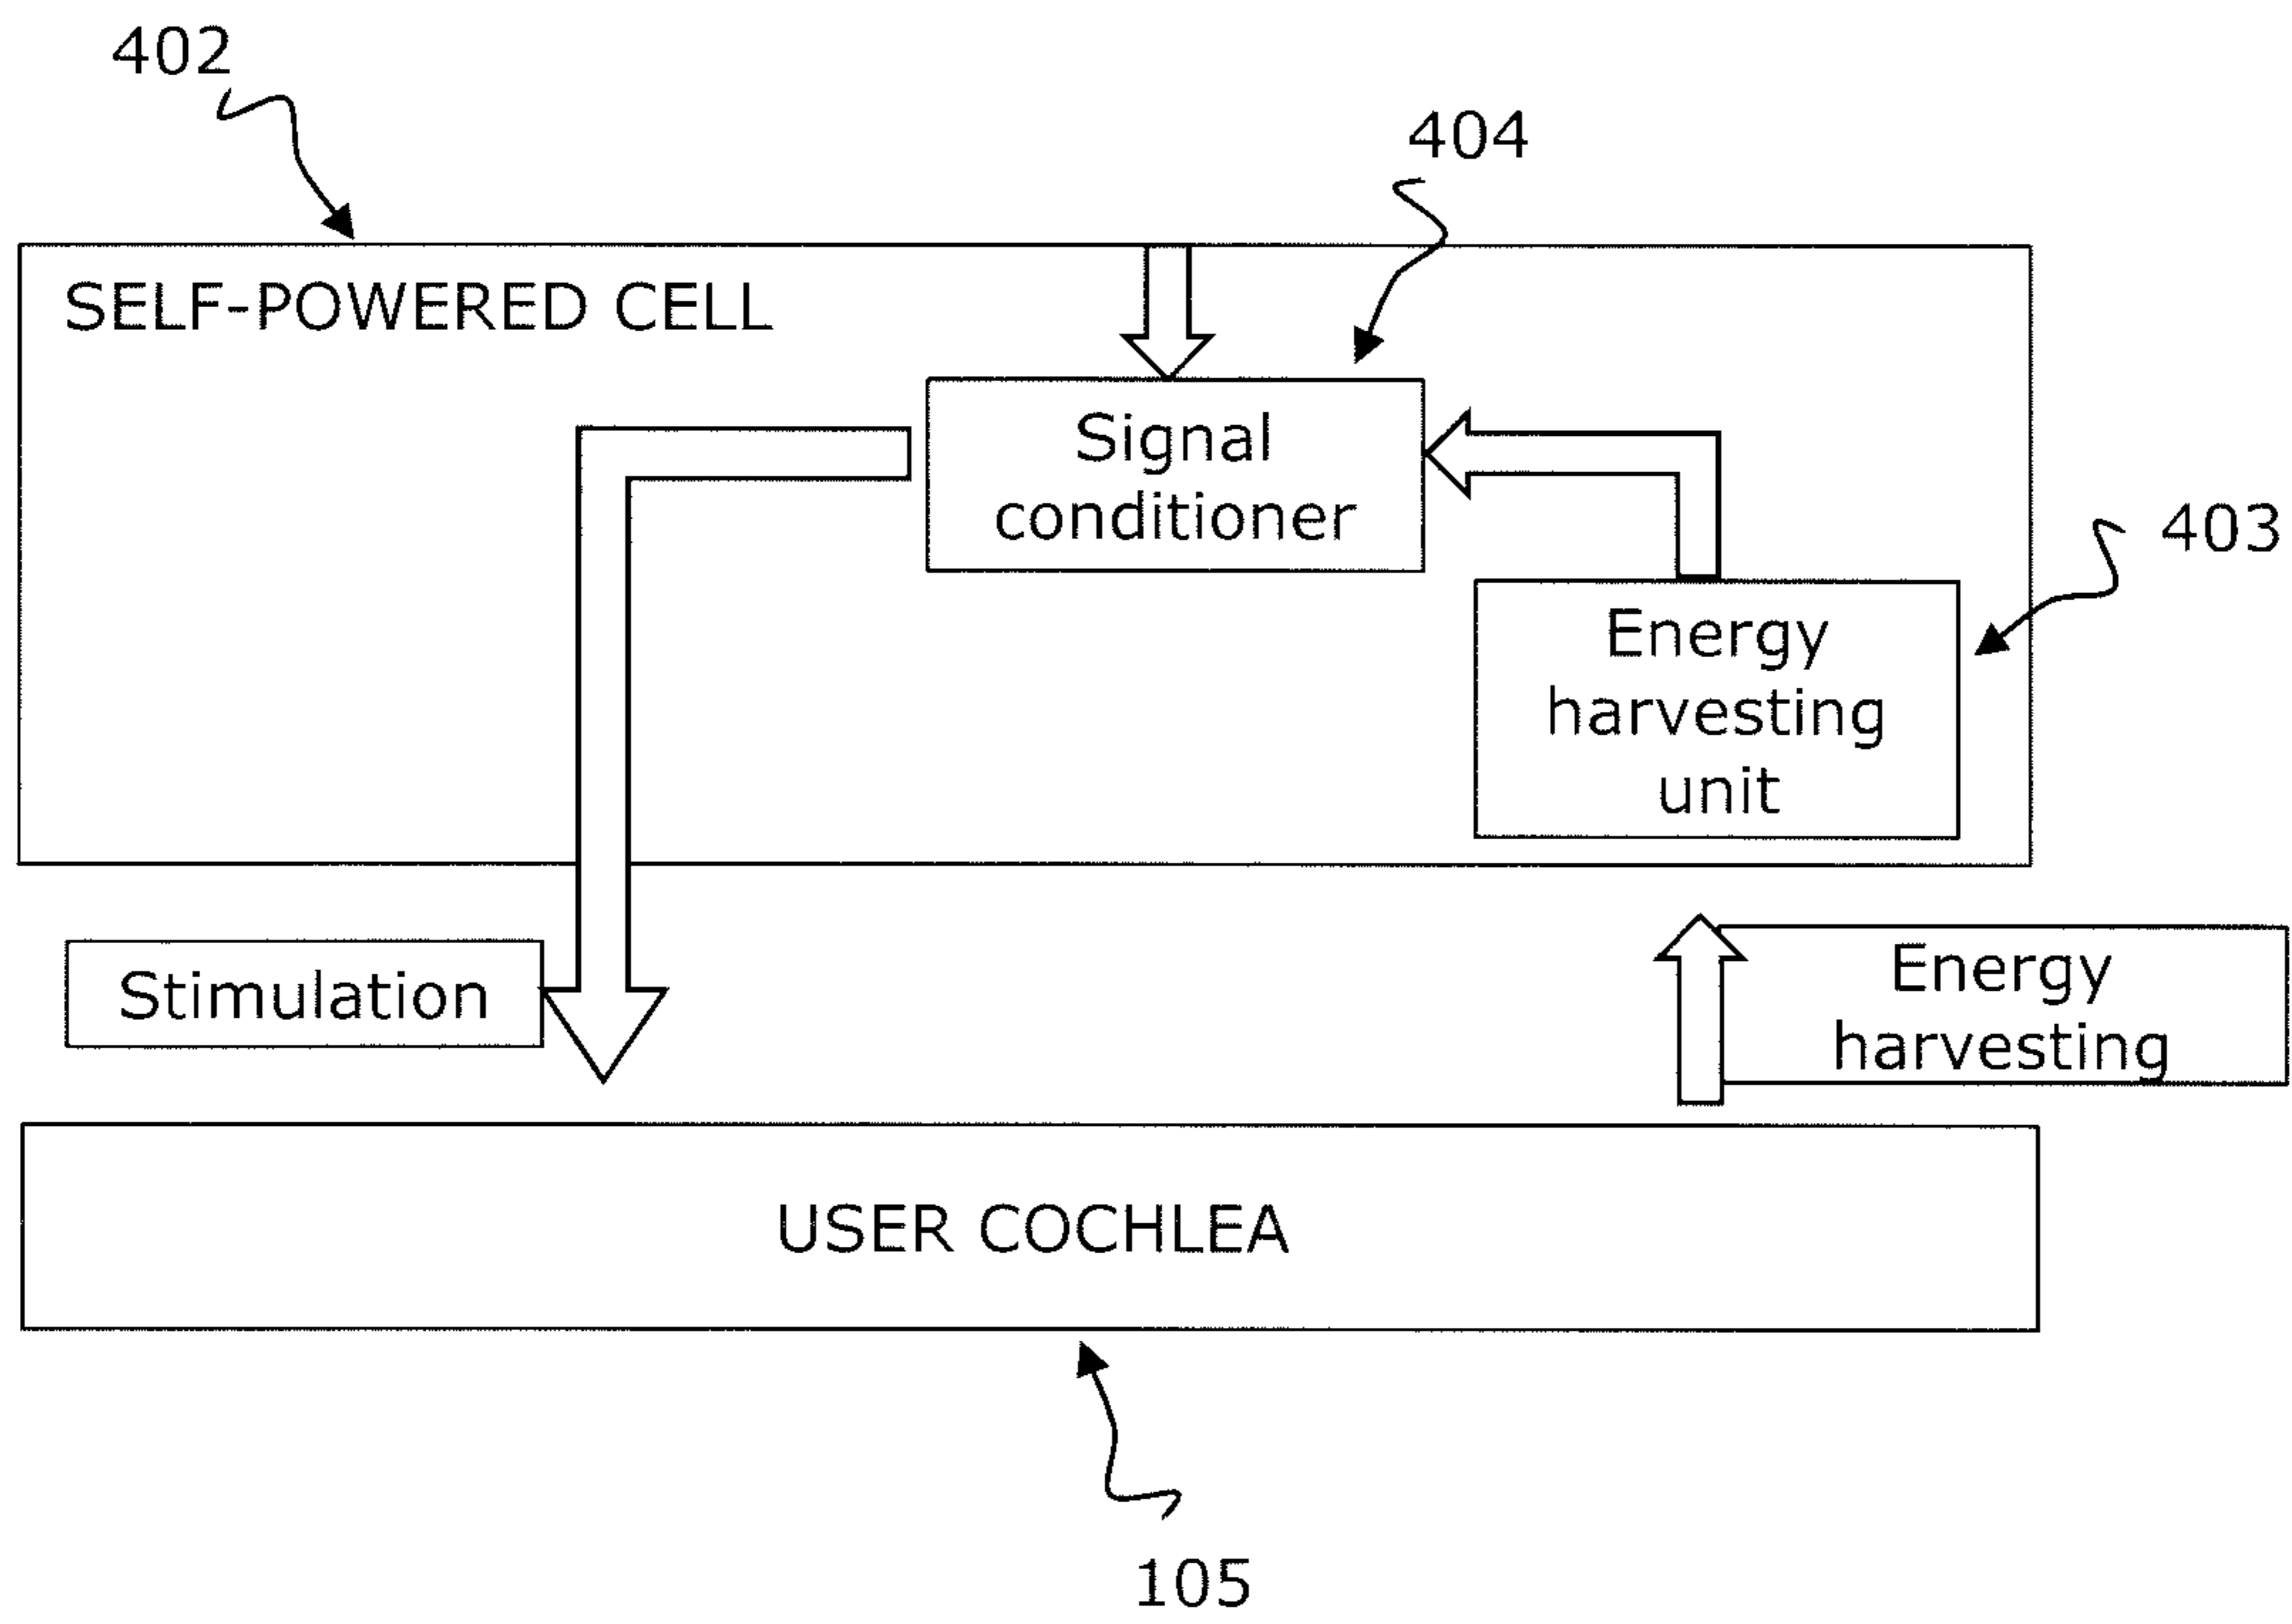 402
404
SELF-POWERED CELL
Signal
conditioner
403
Energy
harvesting
unit
Stimulation
Energy
harvesting
USER COCHLEA
105